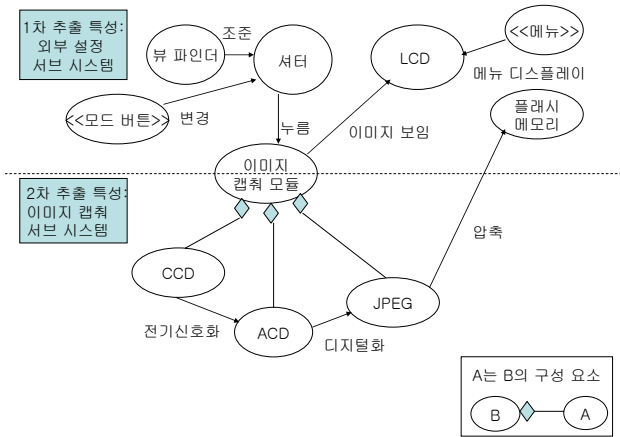 1차 추출 특성:
외부 설정
서브 시스템
뷰 파인더
조준
셔터
LCD
<<메뉴>>
메뉴 디스플레이
<<모드 버튼>>
변경
누름
이미지 보임
플래시
메모리
이미지
캡춰 모듈
2차 추출 특성:
이미지 캡춰
서브 시스템
CCD
전기신호화
ACD
디지털화
JPEG
압축
A는 B의 구성 요소
B
A